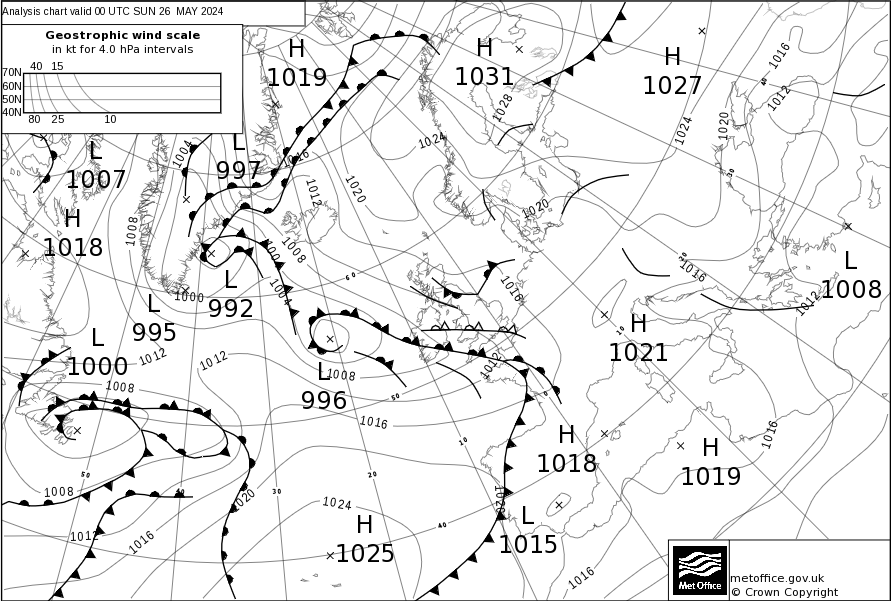 Analysis chart valid 00 UTC SUN 26 MAY 2024
Geostrophic wind scale
in kt for 4.0 hPa intervals
40 15
70N
60N
50N
40N
80 25 10
H
1019
H
1031
H
1027
L
997
L
1007
H
1018
L
992
L
995
L
1000
L
996
L
1008
H
1021
H
1018
H
1019
L
1015
H
1025
1016
1012
1028
1024
1020
1024
1004
1016
1012
1020
1020
1008
1008
1004
1016
1016
1012
1000
1012
1012
1008
1008
1012
1016
1016
1008
1020
1024
1020
1012
1016
1016
40
30
20
10
0
60
50
10
20
30
40
50
40
metoffice.gov.uk
© Crown Copyright
Met Office